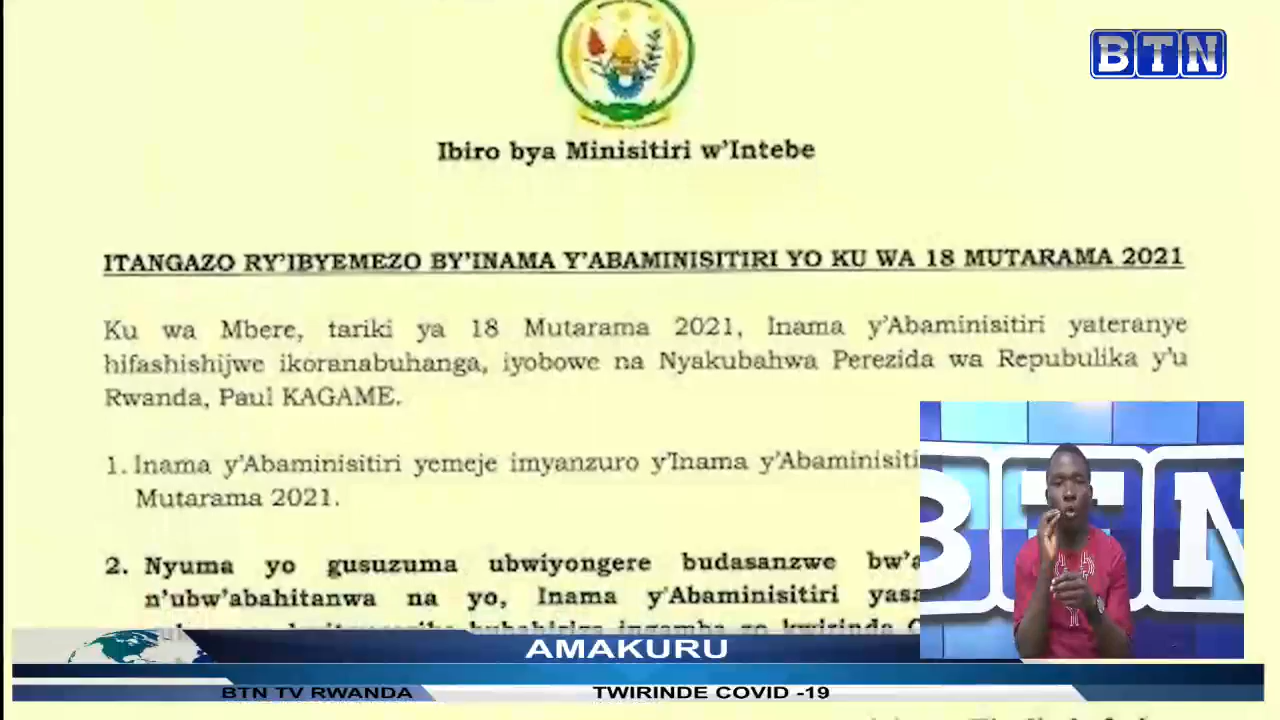 BTN
Ibiro bya Minisitiri w'Intebe
ITANGAZO RY'IBYEMEZO BY'INAMA Y'ABAMINISITIRI YO KU WA 18 MUTARAMA 2021
Ku wa Mbere, tariki ya 18 Mutarama 2021, Inama y'Abaminisitiri yateranye
hifashishijwe ikoranabuhanga, iyobowe na Nyakubahwa Perezida wa Repubulika y'u
Rwanda, Paul KAGAME.
1. Inama y'Abaminisitiri yemeje imyanzuro y'Inama y'Abaminisiti
Mutarama 2021.
2. Nyuma yo gusuzuma ubwiyongere budasanzwe bw'a
n'ubw'abahitanwa na yo, Inama y'Abaminisitiri yasa
BTN
AMAKURU
BTN TV RWANDA TWIRINDE COVID -19